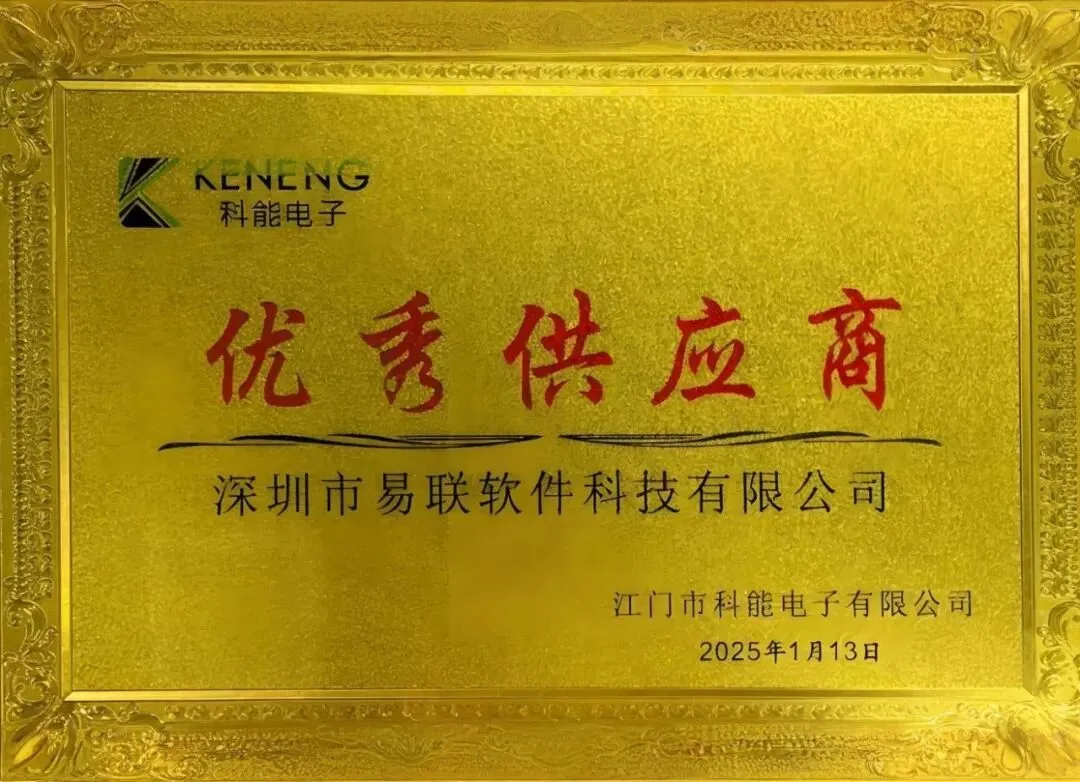 KENENG
科能电子
优秀供应商
深圳市易联软件科技有限公司
江门市科能电子有限公司
2025年1月13日